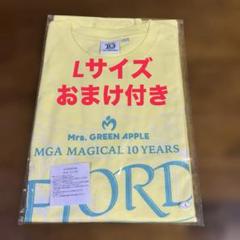 Lサイズ
おまけ付き
Mrs. GREEN APPLE
MGA MAGICAL 10 YEARS
FJORD